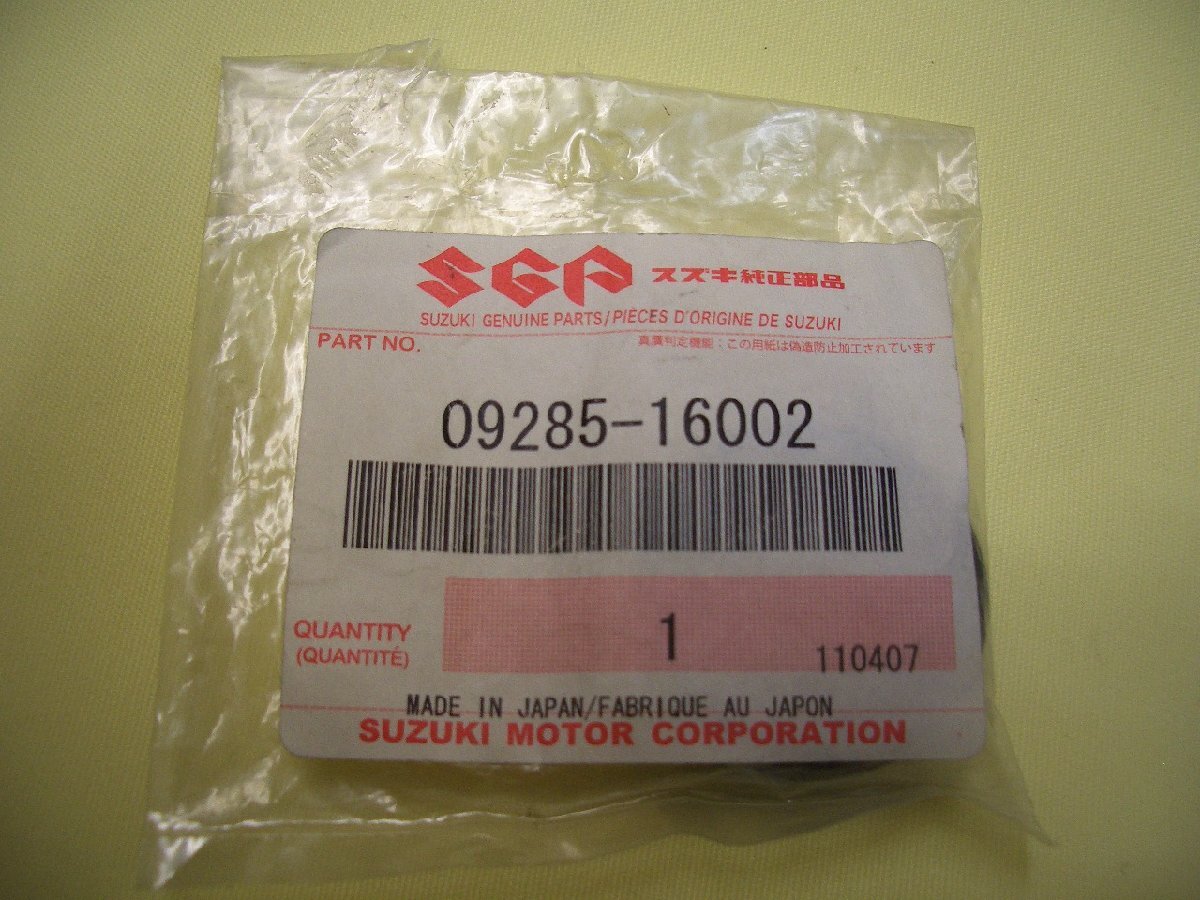 SGP スズキ純正部品
SUZUKI GENUINE PARTS/PIÈCES D'ORIGINE DE SUZUKI
PART NO.
真贋判定機能:この用紙は偽造防止加工されています
09285-16002
QUANTITY
(QUANTITÉ)
1
110407
MADE IN JAPAN/FABRIQUE AU JAPON
SUZUKI MOTOR CORPORATION